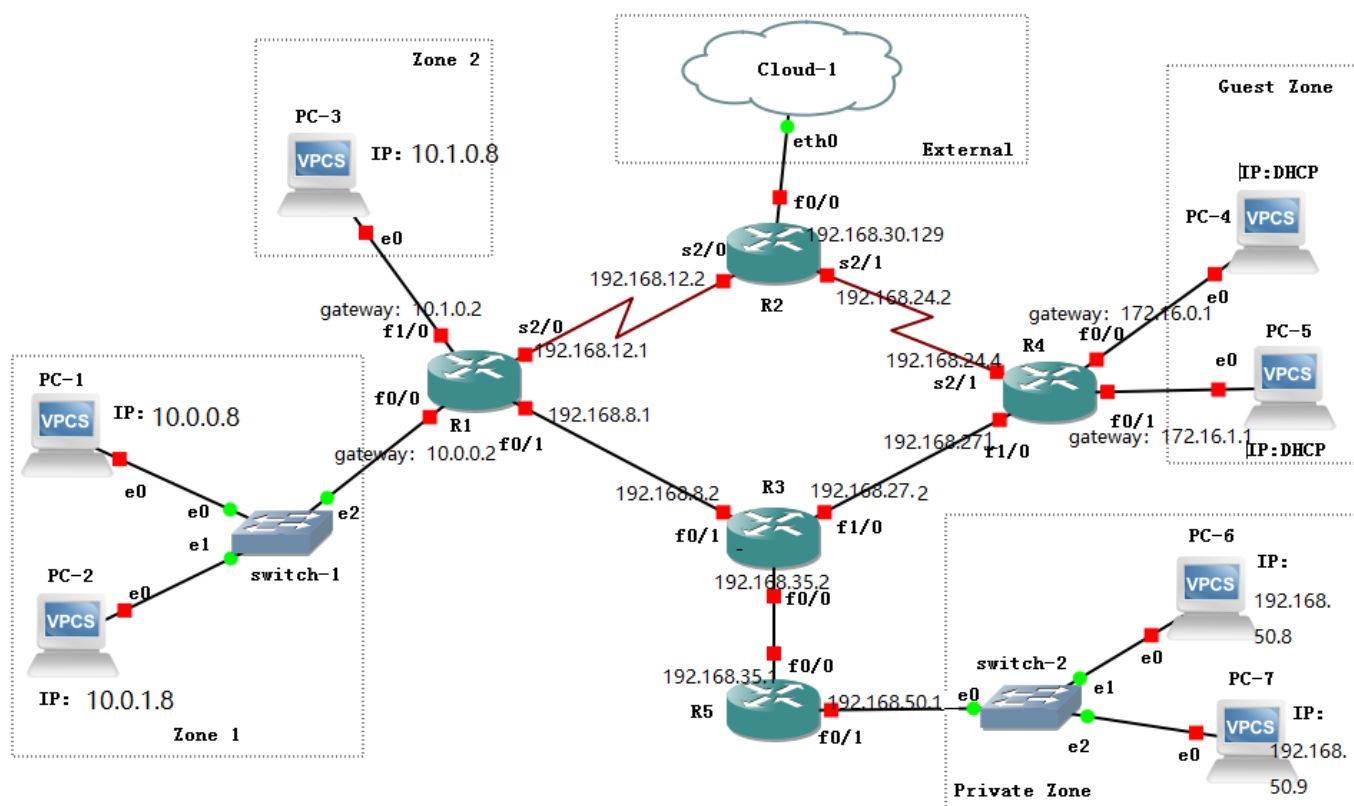 Zone 2
PC-3
VPCS
IP: 10.1.0.8
e0
Cloud-1
eth0
External
Guest Zone
IP:DHCP
PC-4
VPCS
e0
f0/0
192.168.30.129
s2/0
s2/1
192.168.12.2
R2
192.168.24.2
gateway: 10.1.0.2
f1/0
s2/0
192.168.12.1
gateway: 172.16.0.1
f0/0
R4
192.168.24.4
s2/1
PC-5
e0
VPCS
f0/1
gateway: 172.16.1.1
IP:DHCP
PC-1
VPCS
IP: 10.0.0.8
e0
f0/0
R1
192.168.8.1
f0/1
gateway: 10.0.0.2
192.168.271
f1/0
e0
e1
e2
switch-1
PC-2
e0
VPCS
IP: 10.0.1.8
Zone 1
192.168.8.2
R3
192.168.27.2
f0/1
f1/0
-
192.168.35.2
f0/0
f0/0
192.168.35.1
R5
192.168.50.1
f0/1
PC-6
IP:
VPCS
192.168.
50.8
e0
switch-2
e0
e1
e2
PC-7
IP:
VPCS
192.168.
50.9
e0
Private Zone